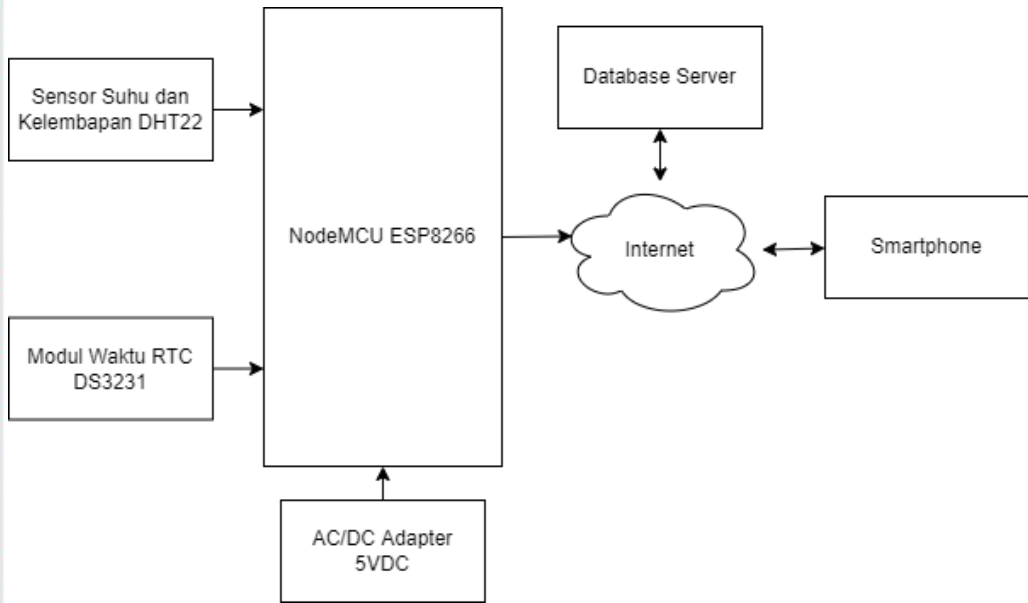 Sensor Suhu dan
Kelembapan DHT22
Database Server
NodeMCU ESP8266
Internet
Smartphone
Modul Waktu RTC
DS3231
AC/DC Adapter
5VDC